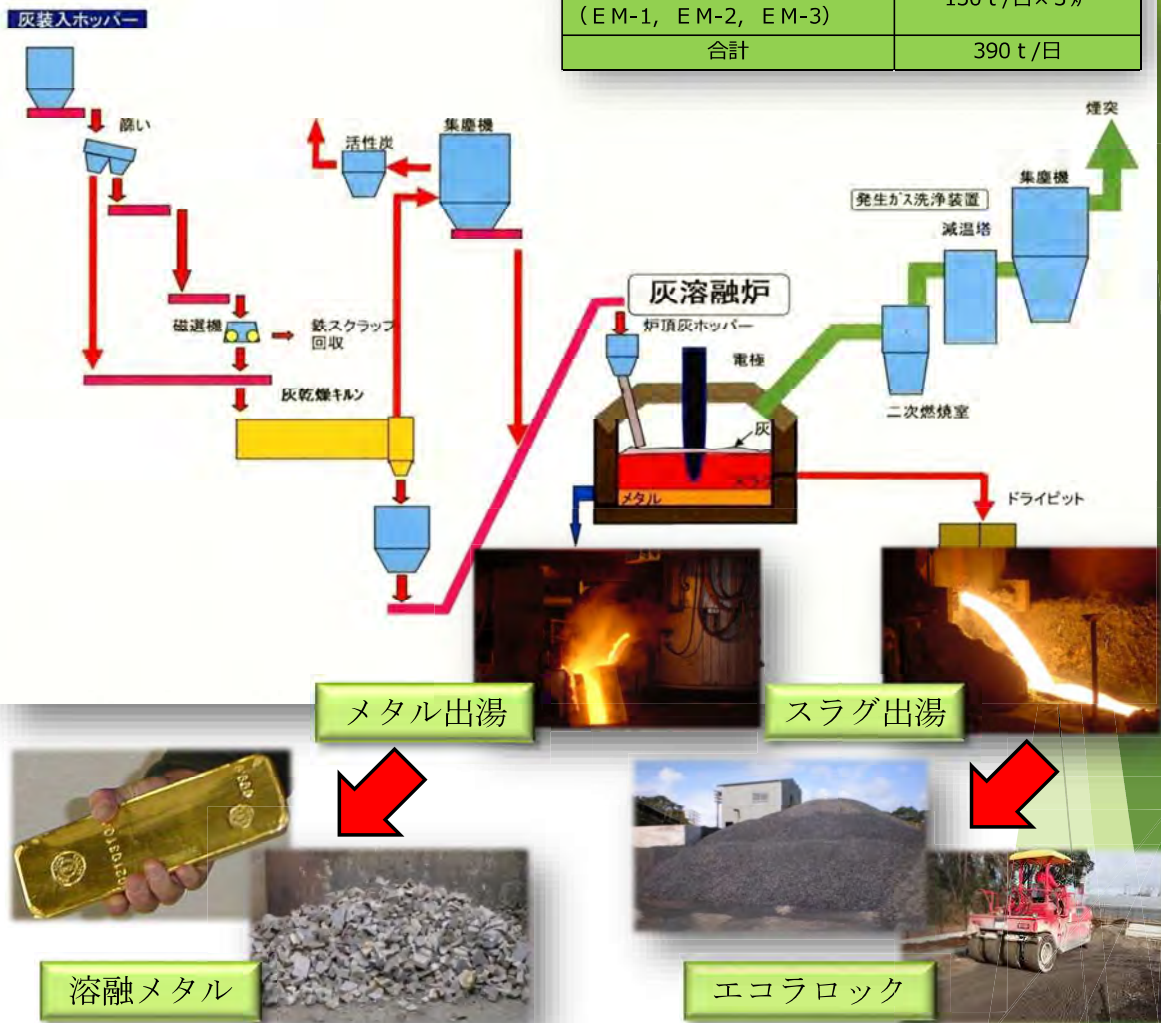 灰装入ホッパー
(EM-1, EM-2, EM-3)
合計
390 t/日
篩い
活性炭
集塵機
煙突
集塵機
発生ガス洗浄装置
減温塔
灰溶融炉
磁選機
鉄スクラップ
回収
炉頂灰ホッパー
電極
灰乾燥キルン
二次燃焼室
灰
スラグ
メタル
ドライピット
メタル出湯
スラグ出湯
溶融メタル
エコラロック